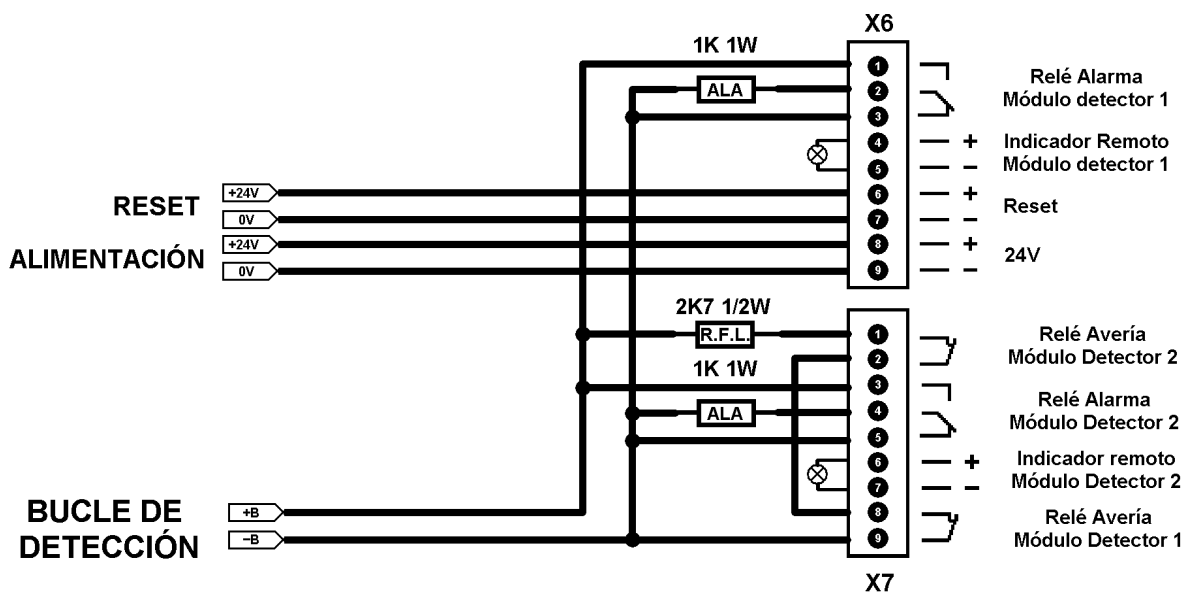 X6
1K 1W
ALA
1
2
3
4
5
6
7
8
9
Relé Alarma
Módulo detector 1
+ Indicador Remoto
− Módulo detector 1
+
− Reset
+
− 24V
RESET
+24V
0V
ALIMENTACIÓN
+24V
0V
2K7 1/2W
R.F.L.
1K 1W
ALA
1
2
3
4
5
6
7
8
9
Relé Avería
Módulo Detector 2
Relé Alarma
Módulo Detector 2
+ Indicador remoto
− Módulo Detector 2
Relé Avería
Módulo Detector 1
BUCLE DE
DETECCIÓN
+B
−B
X7